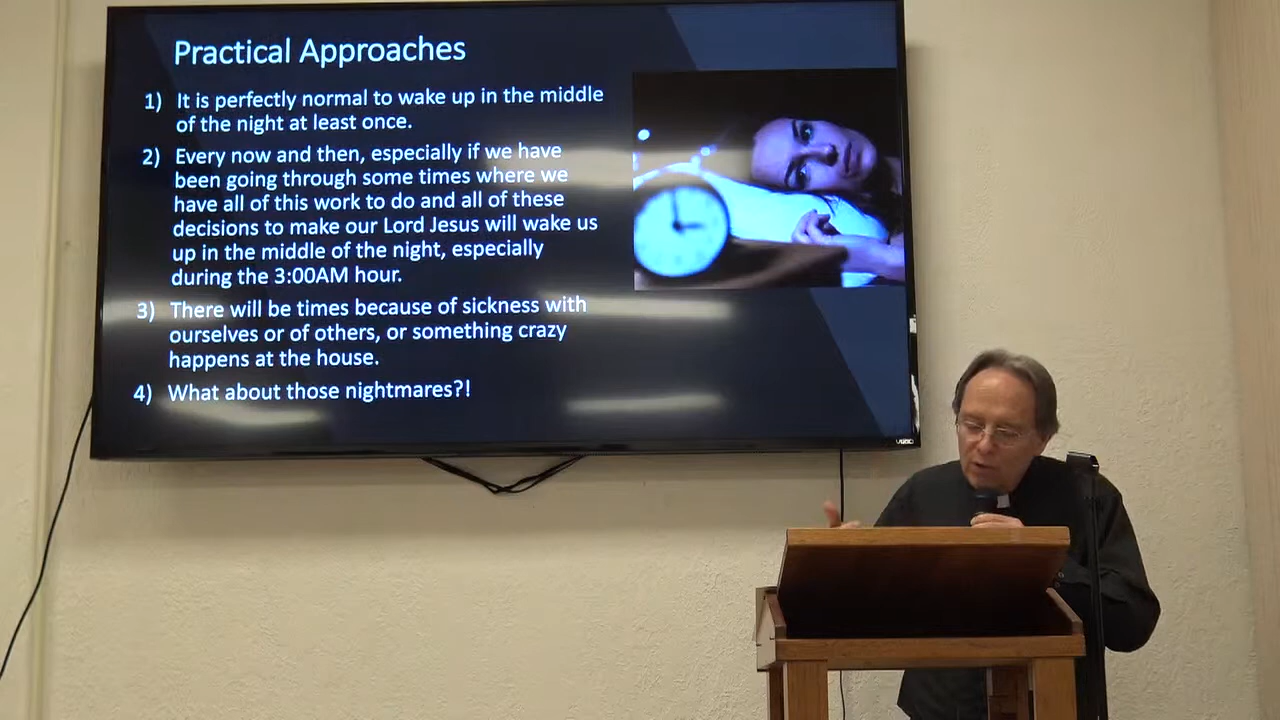 Practical Approaches
1) It is perfectly normal to wake up in the middle
of the night at least once.
2) Every now and then, especially if we have
been going through some times where we
have all of this work to do and all of these
decisions to make our Lord Jesus will wake us
up in the middle of the night, especially
during the 3:00AM hour.
3) There will be times because of sickness with
ourselves or of others, or something crazy
happens at the house.
4) What about those nightmares?!
VIZIO